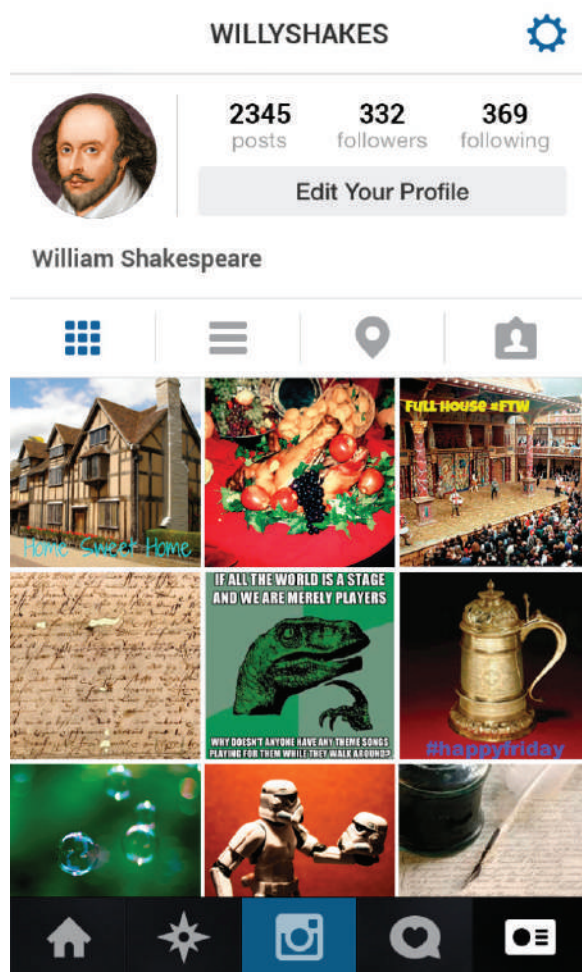 WILLYSHAKES
2345 332 369
posts followers following
Edit Your Profile
William Shakespeare
Home Sweet Home
FULL HOUSE #FTW
IF ALL THE WORLD IS A STAGE
AND WE ARE MERELY PLAYERS
WHY DOESN'T ANYONE HAVE ANY THEME SONGS
PLAYING FOR THEM WHILE THEY WALK AROUND?
#happyfriday